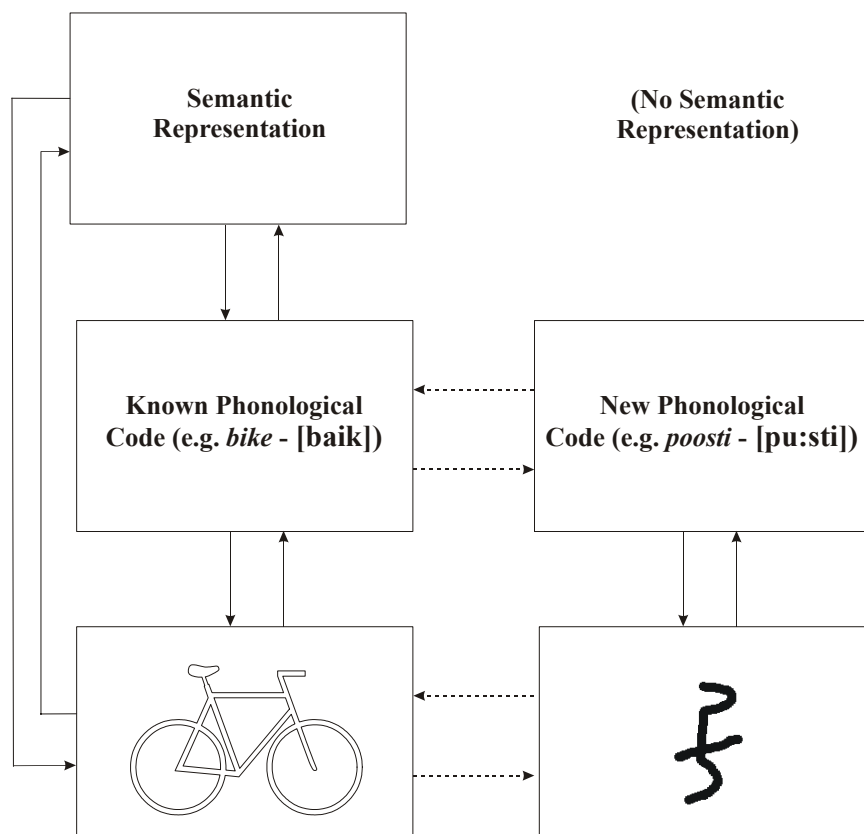 Semantic
Representation
(No Semantic
Representation)
Known Phonological
Code (e.g. bike - [baik])
New Phonological
Code (e.g. poosti - [pu:sti])